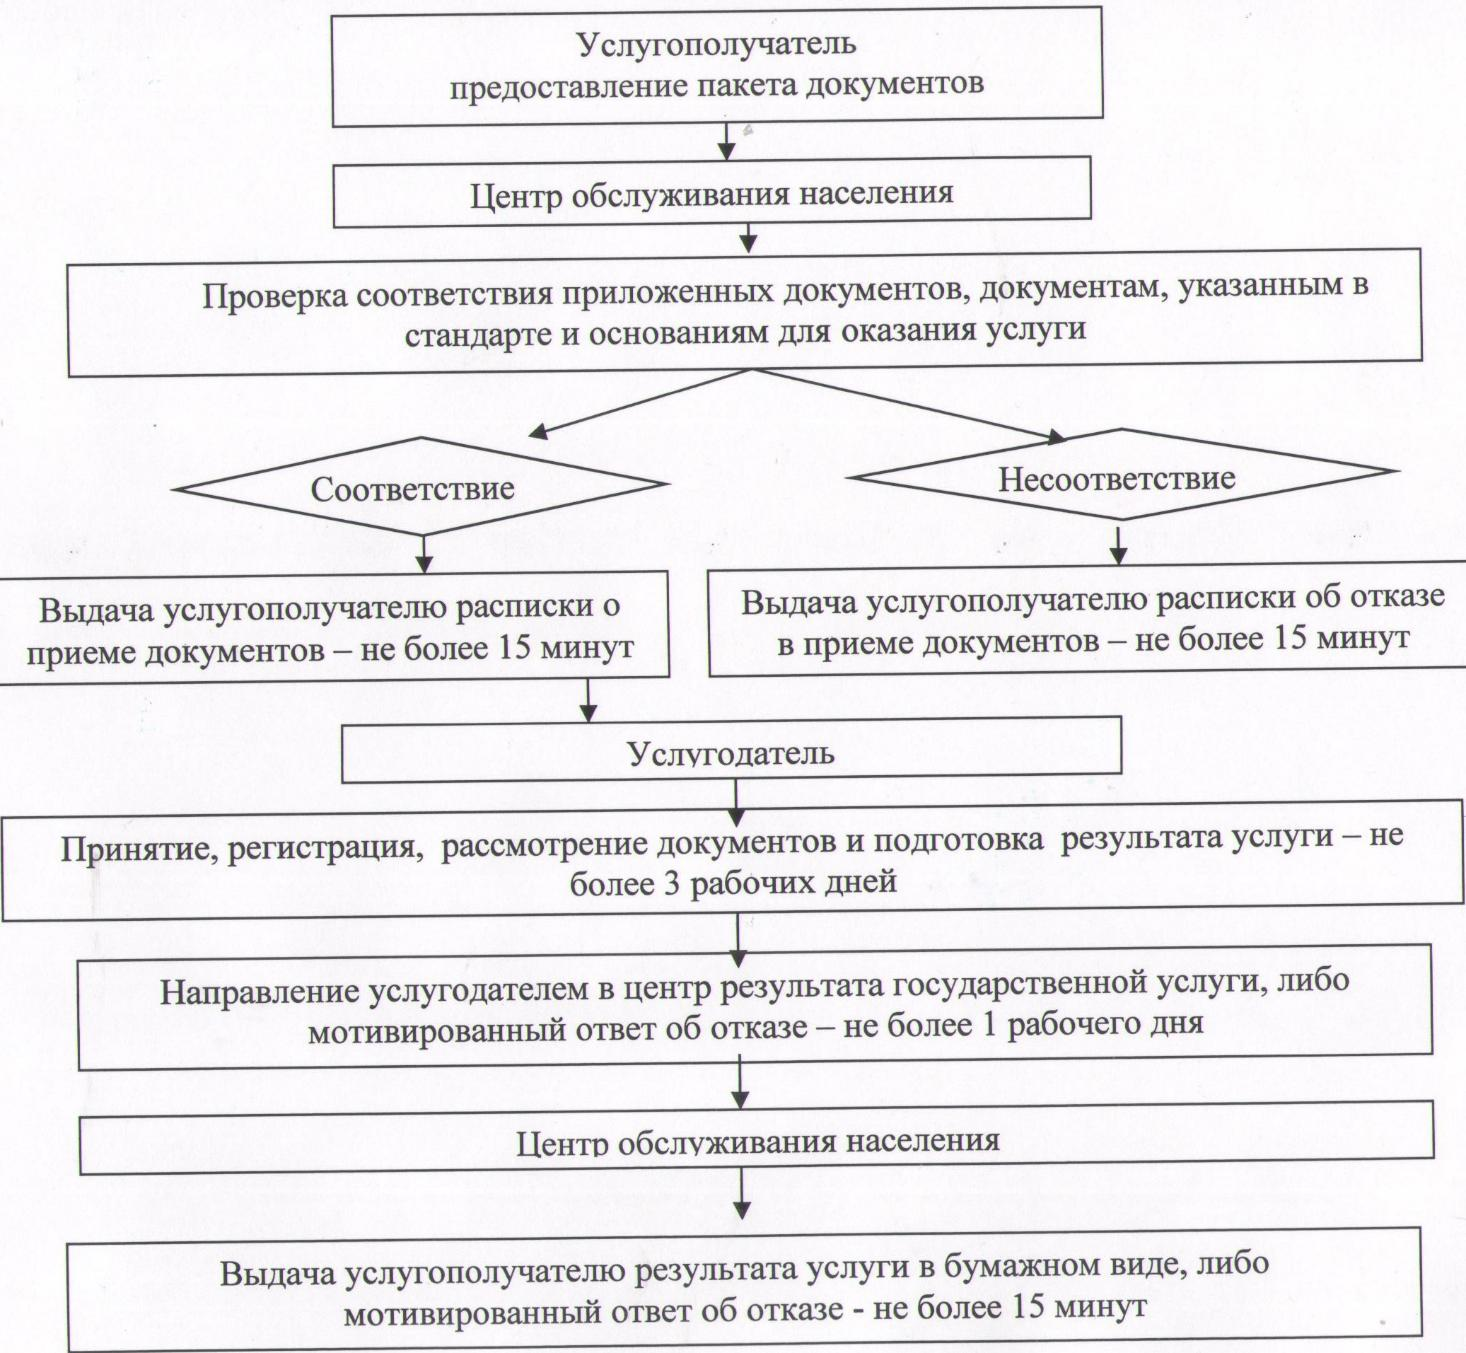 Услугополучатель
предоставление пакета документов
Центр обслуживания населения
Проверка соответствия приложенных документов, документам, указанным в
стандарте и основаниям для оказания услуги
Соответствие
Несоответствие
Выдача услугополучателю расписки о
приеме документов – не более 15 минут
Выдача услугополучателю расписки об отказе
в приеме документов – не более 15 минут
Услугодатель
Принятие, регистрация, рассмотрение документов и подготовка результата услуги – не
более 3 рабочих дней
Направление услугодателем в центр результата государственной услуги, либо
мотивированный ответ об отказе – не более 1 рабочего дня
Центр обслуживания населения
Выдача услугополучателю результата услуги в бумажном виде, либо
мотивированный ответ об отказе - не более 15 минут